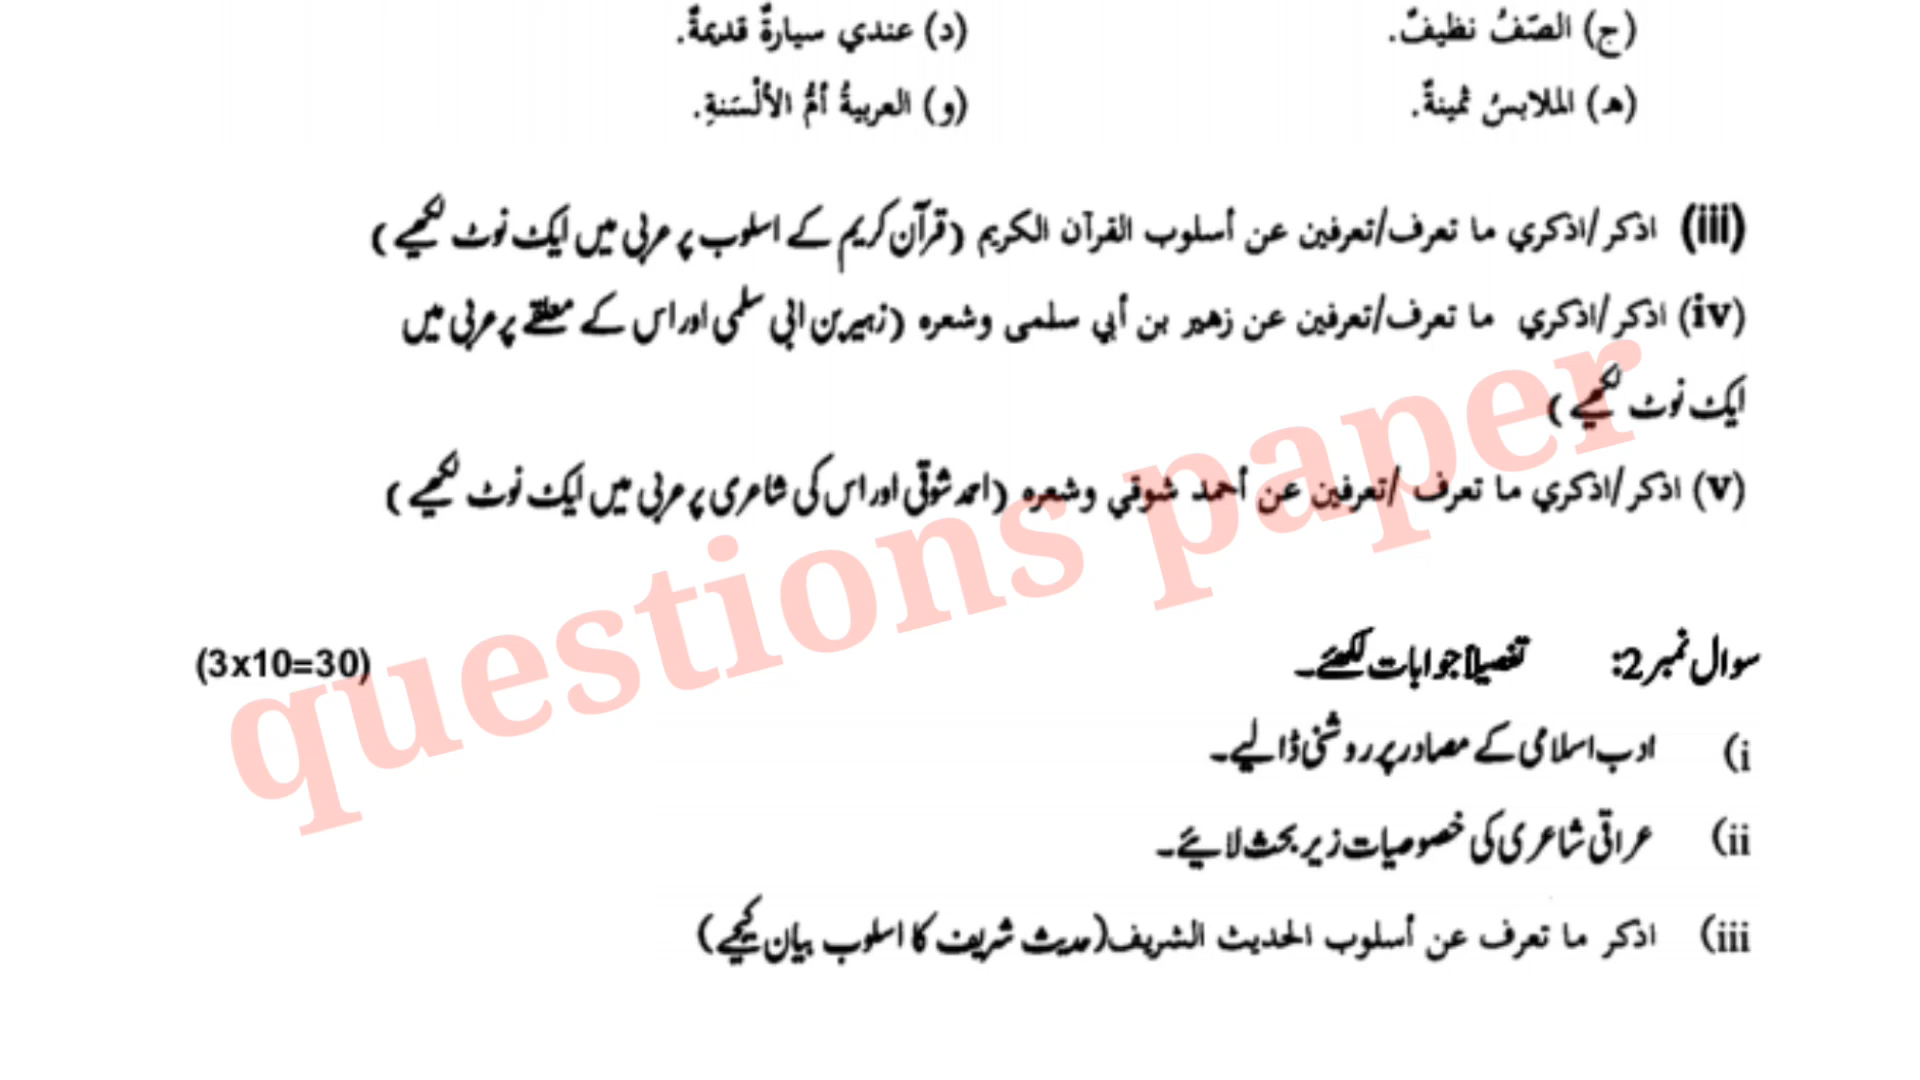 (ج) الصّفُ نظيفٌ. (د) عندي سيارةٌ قديمةٌ.
(ه) الملابسُ ثمينةٌ. (و) العربيةُ أمُّ الألْسَنةِ.
(iii) اذكر/اذكري ما تعرف/تعرفين عن أسلوب القرآن الكريم (قرآن کریم کے اسلوب پر عربی میں ایک نوٹ لکھیے)
(iv) اذكر/اذكري ما تعرف/تعرفين عن زهير بن أبي سلمى وشعره (زہیر بن ابی سلمی اور اس کے معلقے پر عربی میں
ایک نوٹ لکھیے)
(v) اذكر/اذكري ما تعرف /تعرفين عن أحمد شوقي وشعره (احمد شوقی اور اس کی شاعری پر عربی میں ایک نوٹ لکھیے)
questions paper
سوال نمبر 2: تفصیلاً جوابات لکھئے۔ (3x10=30)
i) ادب اسلامی کے مصادر پر روشنی ڈالیے۔
ii) عراقی شاعری کی خصوصیات زیر بحث لائیے۔
iii) اذكر ما تعرف عن أسلوب الحديث الشريف(حدیث شریف کا اسلوب بیان کیجیے)